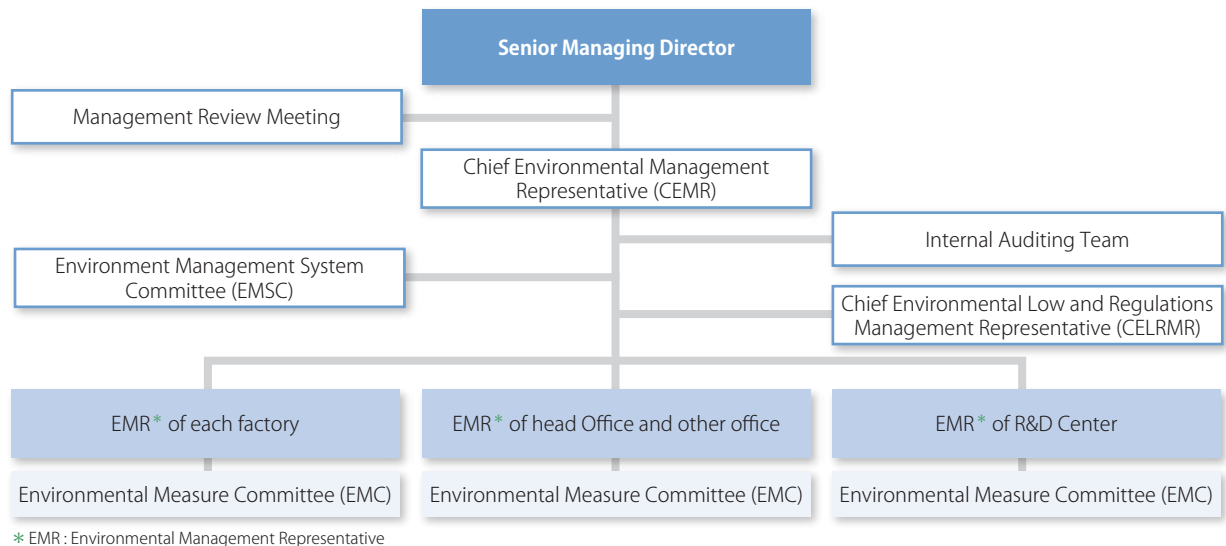 Senior Managing Director
Management Review Meeting
Chief Environmental Management
Representative (CEMR)
Internal Auditing Team
Environment Management System
Committee (EMSC)
Chief Environmental Low and Regulations
Management Representative (CELRMR)
EMR* of each factory
EMR* of head Office and other office
EMR* of R&D Center
Environmental Measure Committee (EMC)
Environmental Measure Committee (EMC)
Environmental Measure Committee (EMC)
* EMR : Environmental Management Representative